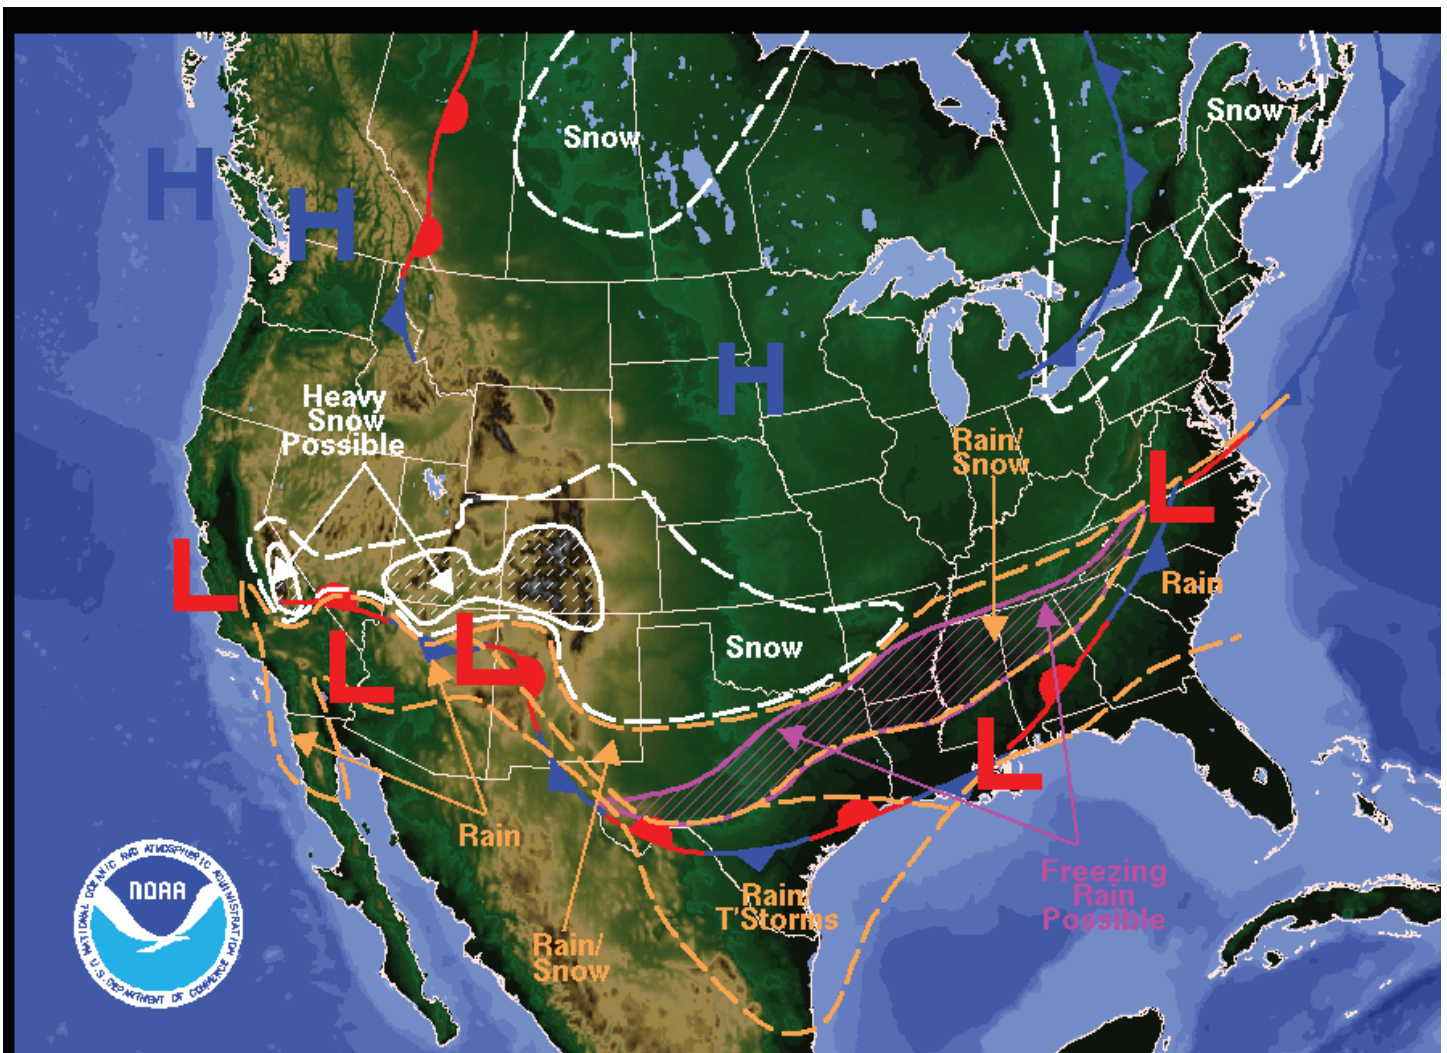 Snow
Snow
H
H
Heavy
Snow
Possible
H
Rain/
Snow
L
L
Rain
L
L
Snow
L
Rain
Freezing
Rain
Possible
Rain
T'Storms
Rain/
Snow
NOAA
NATIONAL OCEANIC AND ATMOSPHERIC ADMINISTRATION
U.S. DEPARTMENT OF COMMERCE